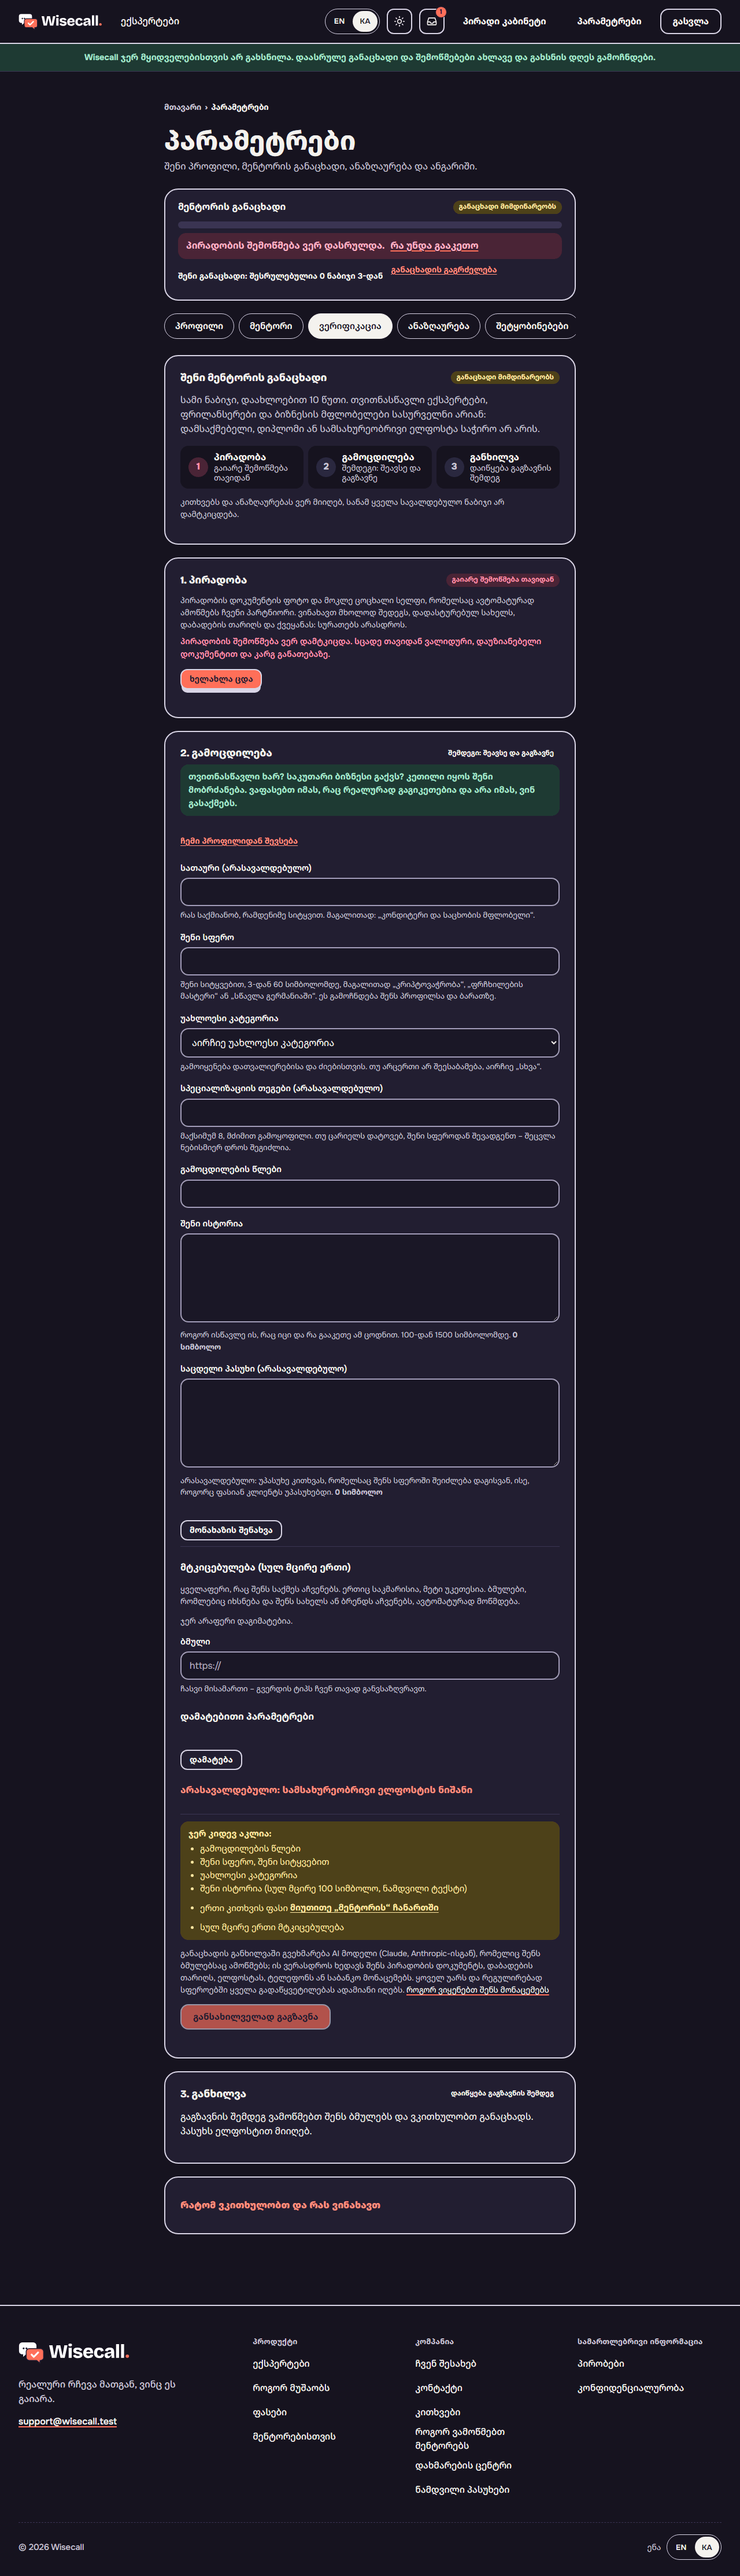 Wisecall.
ექსპერტები
EN KA
1
პირადი კაბინეტი
პარამეტრები
გასვლა
Wisecall ჯერ მყიდველებისთვის არ გახსნილა. დაასრულე განაცხადი და შემოწმებები ახლავე და გახსნის დღეს გამოჩნდები.
მთავარი › პარამეტრები
პარამეტრები
შენი პროფილი, მენტორის განაცხადი, ანაზღაურება და ანგარიში.
მენტორის განაცხადი
განაცხადი მიმდინარეობს
პირადობის შემოწმება ვერ დასრულდა. რა უნდა გააკეთო
შენი განაცხადი: შესრულებულია 0 ნაბიჯი 3-დან
განაცხადის გაგრძელება
პროფილი
მენტორი
ვერიფიკაცია
ანაზღაურება
შეტყობინებები
შენი მენტორის განაცხადი
განაცხადი მიმდინარეობს
სამი ნაბიჯი, დაახლოებით 10 წუთი. თვითნასწავლი ექსპერტები,
ფრილანსერები და ბიზნესის მფლობელები სასურველნი არიან:
დამსაქმებელი, დიპლომი ან სამსახურეობრივი ელფოსტა საჭირო არ არის.
1
პირადობა
გაიარე შემოწმება
თავიდან
2
გამოცდილება
შემდეგი: შეავსე და
გაგზავნე
3
განხილვა
დაიწყება გაგზავნის
შემდეგ
კითხვებს და ანაზღაურებას ვერ მიიღებ, სანამ ყველა სავალდებულო ნაბიჯი არ
დამტკიცდება.
1. პირადობა
გაიარე შემოწმება თავიდან
პირადობის დოკუმენტის ფოტო და მოკლე ცოცხალი სელფი, რომელსაც ავტომატურად
ამოწმებს ჩვენი პარტნიორი. ვინახავთ მხოლოდ შედეგს, დადასტურებულ სახელს,
დაბადების თარიღს და ქვეყანას: სურათებს არასდროს.
პირადობის შემოწმება ვერ დამტკიცდა. სცადე თავიდან ვალიდური, დაუზიანებელი
დოკუმენტით და კარგ განათებაზე.
ხელახლა ცდა
2. გამოცდილება
შემდეგი: შეავსე და გაგზავნე
თვითნასწავლი ხარ? საკუთარი ბიზნესი გაქვს? კეთილი იყოს შენი
მობრძანება. ვაფასებთ იმას, რაც რეალურად გაგიკეთებია და არა იმას, ვინ
გასაქმებს.
ჩემი პროფილიდან შევსება
სათაური (არასავალდებულო)
რას საქმიანობ, რამდენიმე სიტყვით. მაგალითად: „კონდიტერი და საცხობის მფლობელი“.
შენი სფერო
შენი სიტყვებით, 3-დან 60 სიმბოლომდე, მაგალითად „კრიპტოვაჭრობა“, „ფრჩხილების
მასტერი“ ან „სწავლა გერმანიაში“. ეს გამოჩნდება შენს პროფილსა და ბარათზე.
უახლოესი კატეგორია
აირჩიე უახლოესი კატეგორია
გამოიყენება დათვალიერებისა და ძიებისთვის. თუ არცერთი არ შეესაბამება, აირჩიე „სხვა“.
სპეციალიზაციის თეგები (არასავალდებულო)
მაქსიმუმ 8, მძიმით გამოყოფილი. თუ ცარიელს დატოვებ, შენი სფეროდან შევადგენთ – შეცვლა
ნებისმიერ დროს შეგიძლია.
გამოცდილების წლები
შენი ისტორია
როგორ ისწავლე ის, რაც იცი და რა გააკეთე ამ ცოდნით. 100-დან 1500 სიმბოლომდე. 0
სიმბოლო
საცდელი პასუხი (არასავალდებულო)
არასავალდებულო: უპასუხე კითხვას, რომელსაც შენს სფეროში შეიძლება დაგისვან, ისე,
როგორც ფასიან კლიენტს უპასუხებდი. 0 სიმბოლო
მონახაზის შენახვა
მტკიცებულება (სულ მცირე ერთი)
ყველაფერი, რაც შენს საქმეს აჩვენებს. ერთიც საკმარისია, მეტი უკეთესია. ბმულები,
რომლებიც იხსნება და შენს სახელს ან ბრენდს აჩვენებს, ავტომატურად მოწმდება.
ჯერ არაფერი დაგიმატებია.
ბმული
https://
ჩასვი მისამართი – გვერდის ტიპს ჩვენ თავად განვსაზღვრავთ.
დამატებითი პარამეტრები
დამატება
არასავალდებულო: სამსახურეობრივი ელფოსტის ნიშანი
ჯერ კიდევ აკლია:
• გამოცდილების წლები
• შენი სფერო, შენი სიტყვებით
• უახლოესი კატეგორია
• შენი ისტორია (სულ მცირე 100 სიმბოლო, ნამდვილი ტექსტი)
• ერთი კითხვის ფასი მიუთითე „მენტორის“ ჩანართში
• სულ მცირე ერთი მტკიცებულება
განაცხადის განხილვაში გვეხმარება AI მოდელი (Claude, Anthropic-ისგან), რომელიც შენს
ბმულებსაც ამოწმებს; ის ვერასდროს ხედავს შენს პირადობის დოკუმენტს, დაბადების
თარიღს, ელფოსტას, ტელეფონს ან საბანკო მონაცემებს. ყოველ უარს და რეგულირებად
სფეროებში ყველა გადაწყვეტილებას ადამიანი იღებს. როგორ ვიყენებთ შენს მონაცემებს
განსახილველად გაგზავნა
3. განხილვა
დაიწყება გაგზავნის შემდეგ
გაგზავნის შემდეგ ვამოწმებთ შენს ბმულებს და ვკითხულობთ განაცხადს.
პასუხს ელფოსტით მიიღებ.
რატომ ვკითხულობთ და რას ვინახავთ
Wisecall.
რეალური რჩევა მათგან, ვინც ეს
გაიარა.
support@wisecall.test
პროდუქტი
ექსპერტები
როგორ მუშაობს
ფასები
მენტორებისთვის
კომპანია
ჩვენ შესახებ
კონტაქტი
კითხვები
როგორ ვამოწმებთ
მენტორებს
დახმარების ცენტრი
ნამდვილი პასუხები
სამართლებრივი ინფორმაცია
პირობები
კონფიდენციალურობა
© 2026 Wisecall
ენა
EN KA